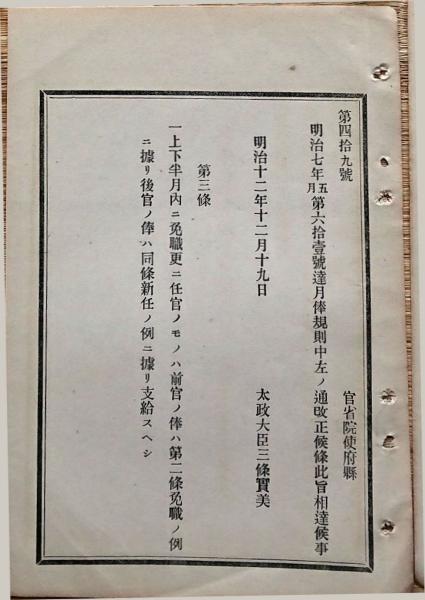 第四拾九號
官省院使府縣
明治七年五月第六拾壹號達月俸規則中左ノ通改正候條此旨相達候事
明治十二年十二月十九日
太政大臣三條實美
第三條
一上下半月內ニ免職更ニ任官ノモノハ前官ノ俸ハ第二條免職ノ例
ニ據リ後官ノ俸ハ同條新任ノ例ニ據リ支給スヘシ